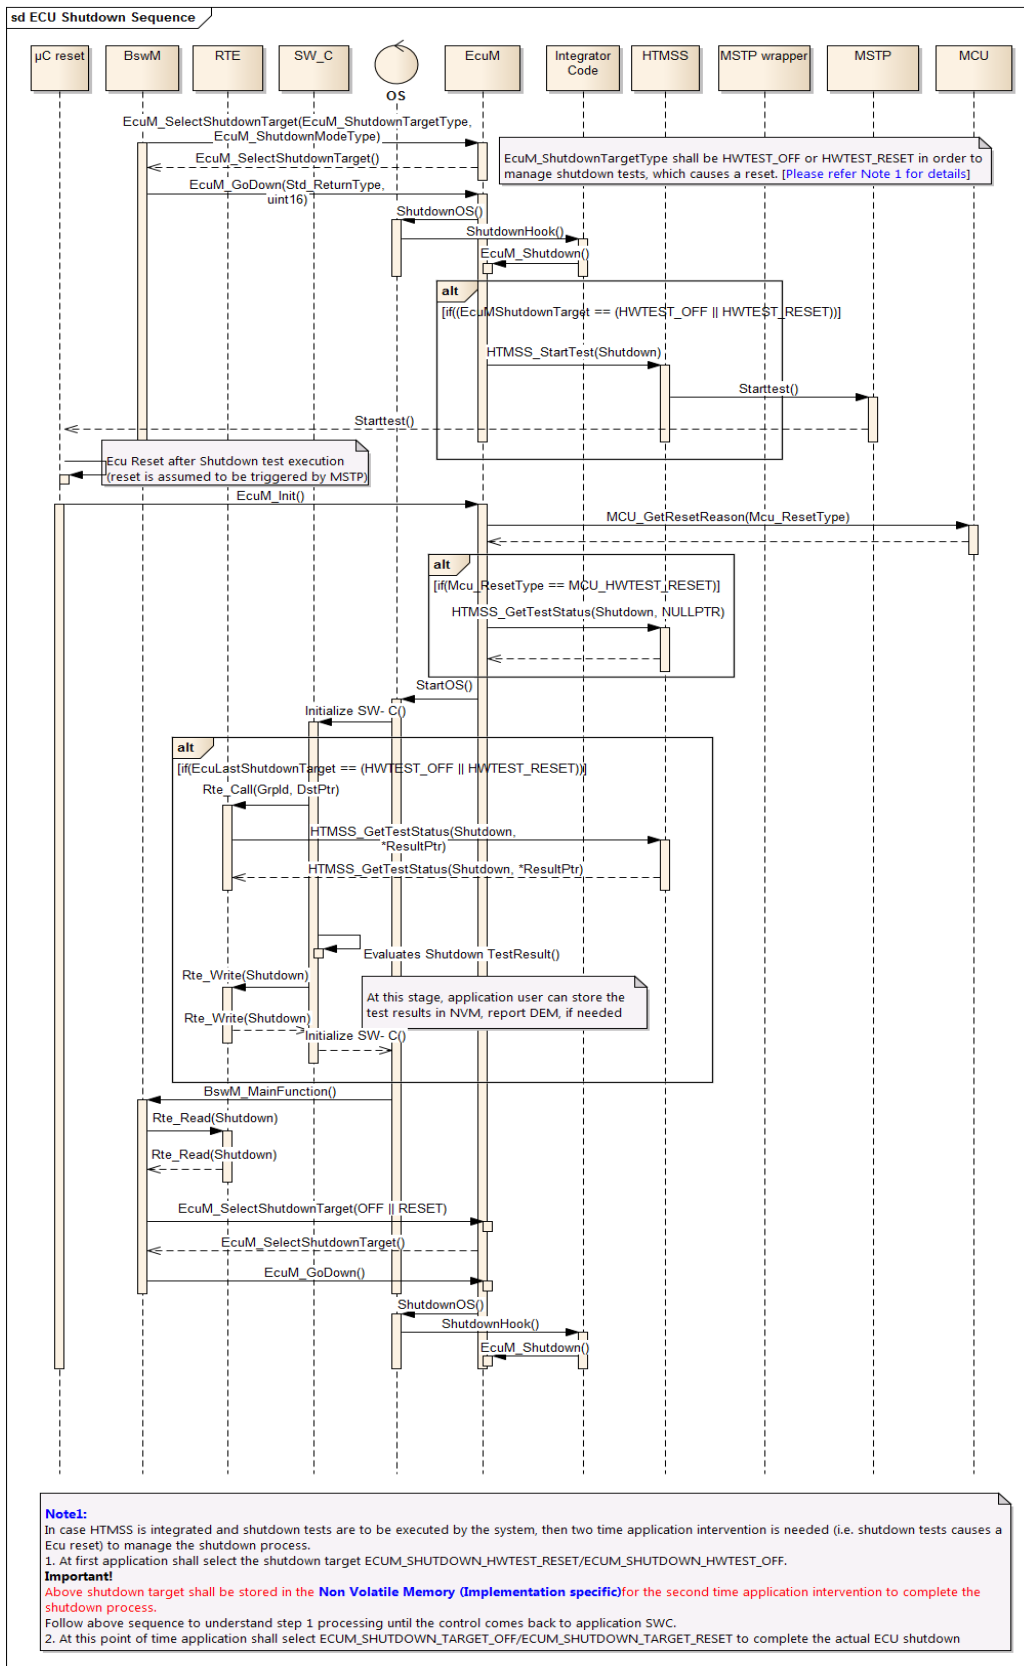 sd ECU Shutdown Sequence
µC reset
BswM
RTE
SW_C
OS
EcuM
Integrator
Code
HTMSS
MSTP wrapper
MSTP
MCU
EcuM_SelectShutdownTarget(EcuM_ShutdownTargetType,
EcuM_ShutdownModeType)
EcuM_ShutdownTargetType shall be HWTEST_OFF or HWTEST_RESET in order to
manage shutdown tests, which causes a reset. [Please refer Note 1 for details]
EcuM_SelectShutdownTarget()
EcuM_GoDown(Std_ReturnType,
uint16)
ShutdownOS()
ShutdownHook()
EcuM_Shutdown()
alt
[if((EcuMShutdownTarget == (HWTEST_OFF || HWTEST_RESET))]
HTMSS_StartTest(Shutdown)
Starttest()
Starttest()
Ecu Reset after Shutdown test execution
(reset is assumed to be triggered by MSTP)
EcuM_Init()
MCU_GetResetReason(Mcu_ResetType)
alt
[if(Mcu_ResetType == MCU_HWTEST_RESET)]
HTMSS_GetTestStatus(Shutdown, NULLPTR)
StartOS()
Initialize SW- C()
alt
[if(EcuLastShutdownTarget == (HWTEST_OFF || HWTEST_RESET))]
Rte_Call(GrpId, DstPtr)
HTMSS_GetTestStatus(Shutdown,
*ResultPtr)
HTMSS_GetTestStatus(Shutdown, *ResultPtr)
Evaluates Shutdown TestResult()
Rte_Write(Shutdown)
At this stage, application user can store the
test results in NVM, report DEM, if needed
Rte_Write(Shutdown)
Initialize SW- C()
BswM_MainFunction()
Rte_Read(Shutdown)
Rte_Read(Shutdown)
EcuM_SelectShutdownTarget(OFF || RESET)
EcuM_SelectShutdownTarget()
EcuM_GoDown()
ShutdownOS()
ShutdownHook()
EcuM_Shutdown()
Note1:
In case HTMSS is integrated and shutdown tests are to be executed by the system, then two time application intervention is needed (i.e. shutdown tests causes a
Ecu reset) to manage the shutdown process.
1. At first application shall select the shutdown target ECUM_SHUTDOWN_HWTEST_RESET/ECUM_SHUTDOWN_HWTEST_OFF.
Important!
Above shutdown target shall be stored in the Non Volatile Memory (Implementation specific)for the second time application intervention to complete the
shutdown process.
Follow above sequence to understand step 1 processing until the control comes back to application SWC.
2. At this point of time application shall select ECUM_SHUTDOWN_TARGET_OFF/ECUM_SHUTDOWN_TARGET_RESET to complete the actual ECU shutdown